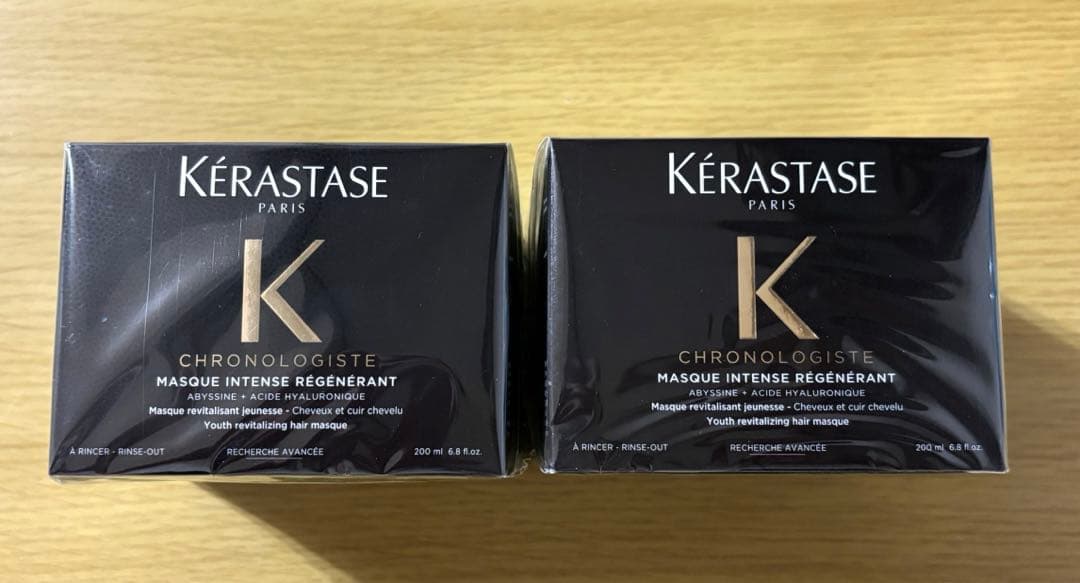 KÉRASTASE
PARIS
K
CHRONOLOGISTE
MASQUE INTENSE RÉGÉNÉRANT
ABYSSINE + ACIDE HYALURONIQUE
Masque revitalisant jeunesse - Cheveux et cuir chevelu
Youth revitalizing hair masque
À RINCER - RINSE-OUT
RECHERCHE AVANCÉE
200 ml 6.8 fl.oz.
KÉRASTASE
PARIS
K
CHRONOLOGISTE
MASQUE INTENSE RÉGÉNÉRANT
ABYSSINE + ACIDE HYALURONIQUE
Masque revitalisant jeunesse - Cheveux et cuir chevelu
Youth revitalizing hair masque
À RINCER - RINSE-OUT
RECHERCHE AVANCÉE
200 ml 6.8 fl.oz.